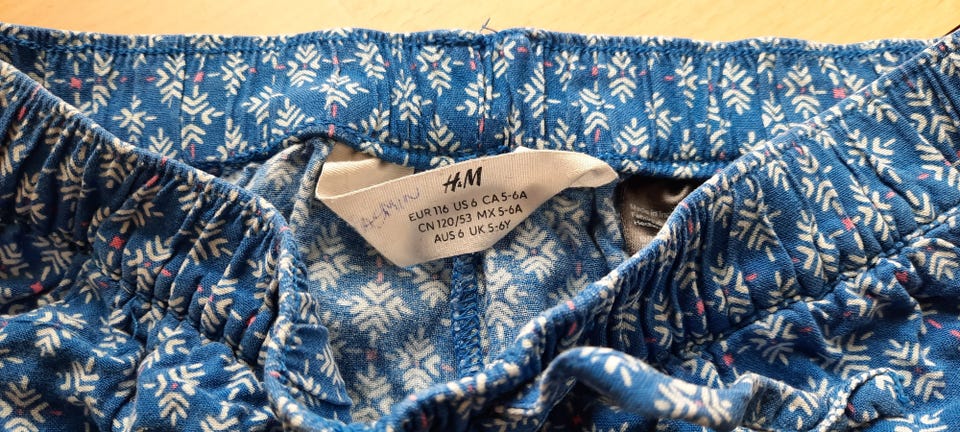 H&M
EUR 116 US 6 CA 5-6A
CN 120/53 MX 5-6A
AUS 6 UK 5-6Y